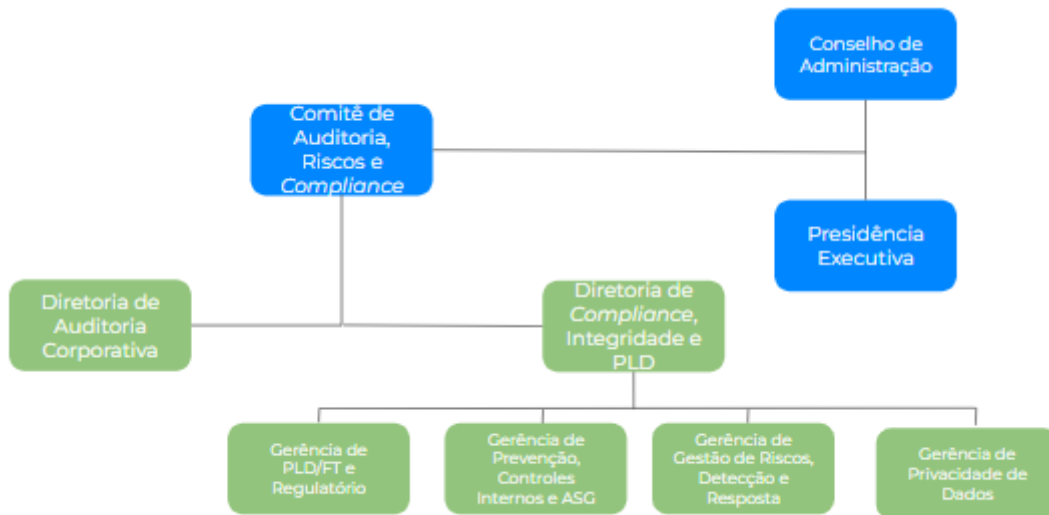 Conselho de
Administração
Comitê de
Auditoria,
Riscos e
Compliance
Presidência
Executiva
Diretoria de
Auditoria
Corporativa
Diretoria de
Compliance,
Integridade e
PLD
Gerência de
PLD/FT e
Regulatório
Gerência de
Prevenção,
Controles
Internos e ASG
Gerência de
Gestão de Riscos,
Detecção e
Resposta
Gerência de
Privacidade de
Dados